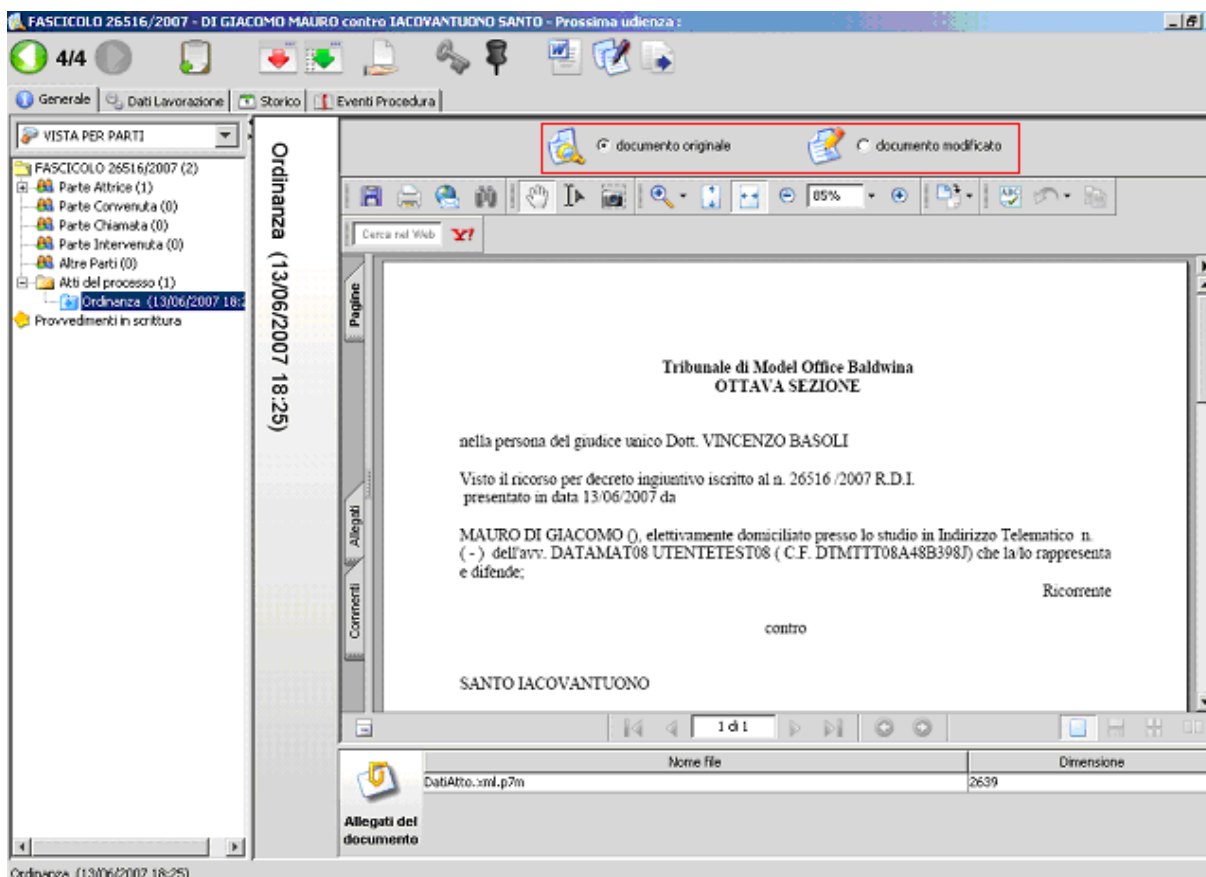 FASCICOLO 26516/2007 - DI GIACOMO MAURO contro IACOVANTUONO SANTO - Prossima udienza :
4/4
Generale
Dati Lavorazione
Storico
Eventi Procedura
VISTA PER PARTI
FASCICOLO 26516/2007 (2)
Parte Attrice (1)
Parte Convenuta (0)
Parte Chiamata (0)
Parte Intervenuta (0)
Altre Parti (0)
Atti del processo (1)
Ordinanza (13/06/2007 18:2
Provvedimenti in scrittura
Ordinanza (13/06/2007 18:25)
documento originale
documento modificato
85%
Cerca nel Web
Y!
Pagine
Allegati
Commenti
Tribunale di Model Office Baldwina
OTTAVA SEZIONE
nella persona del giudice unico Dott. VINCENZO BASOLI
Visto il ricorso per decreto ingiuntivo iscritto al n. 26516 /2007 R.D.I.
presentato in data 13/06/2007 da
MAURO DI GIACOMO (), elettivamente domiciliato presso lo studio in Indirizzo Telematico n.
( - ) dell'avv. DATAMAT08 UTENTETEST08 ( C.F. DTMTTT08A48B398J) che la/lo rappresenta
e difende;
Ricorrente
contro
SANTO IACOVANTUONO
1 di 1
Nome file
Dimensione
DatiAtto.xml.p7m
2639
Allegati del
documento
Ordinanza (13/06/2007 18:25)